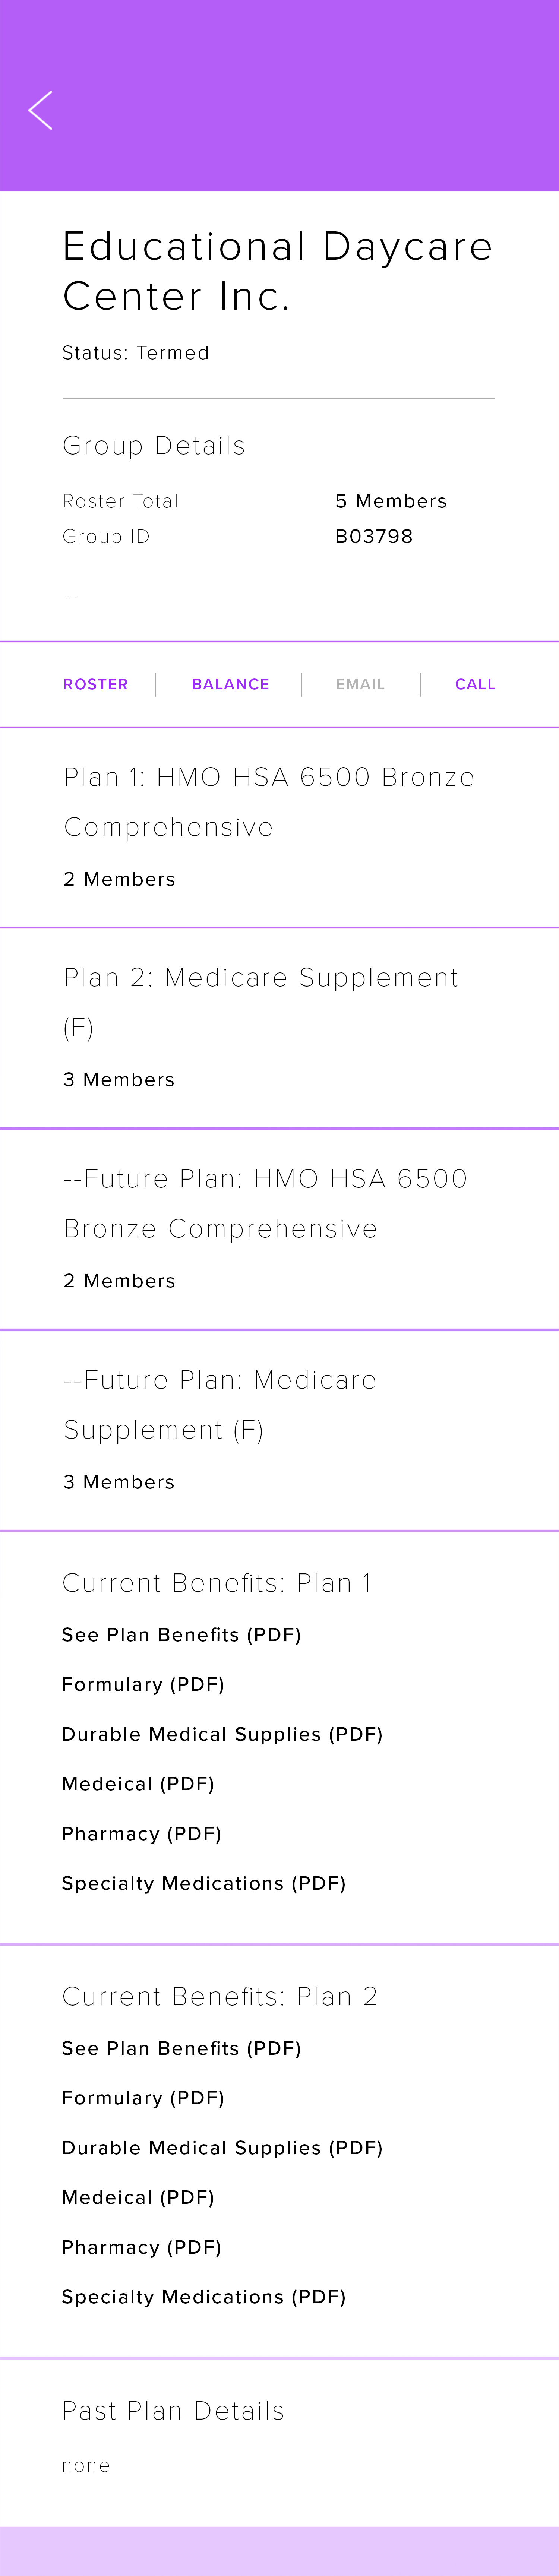 Educational Daycare
Center Inc.
Status: Termed
Group Details
Roster Total 5 Members
Group ID B03798
--
ROSTER BALANCE EMAIL CALL
Plan 1: HMO HSA 6500 Bronze
Comprehensive
2 Members
Plan 2: Medicare Supplement
(F)
3 Members
--Future Plan: HMO HSA 6500
Bronze Comprehensive
2 Members
--Future Plan: Medicare
Supplement (F)
3 Members
Current Benefits: Plan 1
See Plan Benefits (PDF)
Formulary (PDF)
Durable Medical Supplies (PDF)
Medeical (PDF)
Pharmacy (PDF)
Specialty Medications (PDF)
Current Benefits: Plan 2
See Plan Benefits (PDF)
Formulary (PDF)
Durable Medical Supplies (PDF)
Medeical (PDF)
Pharmacy (PDF)
Specialty Medications (PDF)
Past Plan Details
none